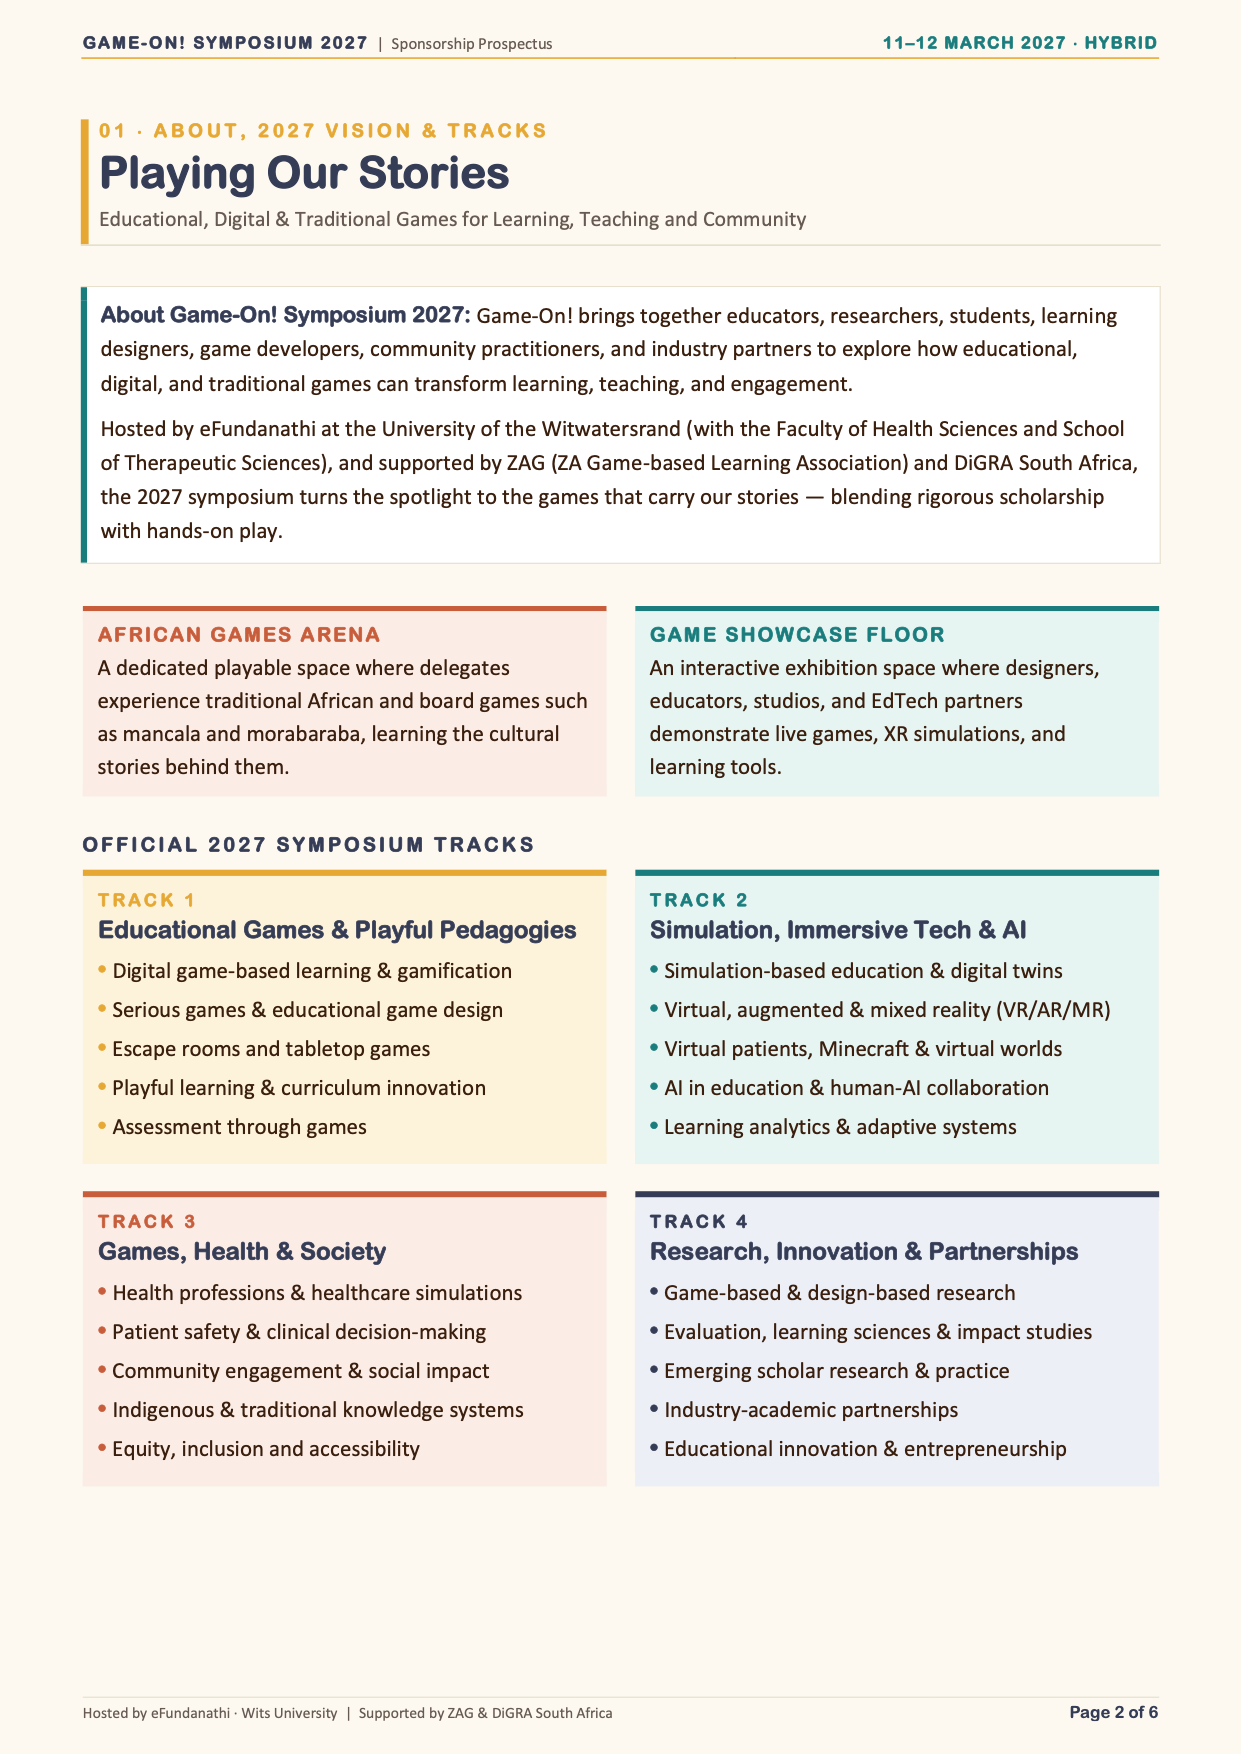 GAME-ON! SYMPOSIUM 2027 | Sponsorship Prospectus
11–12 MARCH 2027 · HYBRID
01 · ABOUT, 2027 VISION & TRACKS
Playing Our Stories
Educational, Digital & Traditional Games for Learning, Teaching and Community
About Game-On! Symposium 2027: Game-On! brings together educators, researchers, students, learning
designers, game developers, community practitioners, and industry partners to explore how educational,
digital, and traditional games can transform learning, teaching, and engagement.
Hosted by eFundanathi at the University of the Witwatersrand (with the Faculty of Health Sciences and School
of Therapeutic Sciences), and supported by ZAG (ZA Game-based Learning Association) and DiGRA South Africa,
the 2027 symposium turns the spotlight to the games that carry our stories — blending rigorous scholarship
with hands-on play.
AFRICAN GAMES ARENA
A dedicated playable space where delegates
experience traditional African and board games such
as mancala and morabaraba, learning the cultural
stories behind them.
GAME SHOWCASE FLOOR
An interactive exhibition space where designers,
educators, studios, and EdTech partners
demonstrate live games, XR simulations, and
learning tools.
OFFICIAL 2027 SYMPOSIUM TRACKS
TRACK 1
Educational Games & Playful Pedagogies
• Digital game-based learning & gamification
• Serious games & educational game design
• Escape rooms and tabletop games
• Playful learning & curriculum innovation
• Assessment through games
TRACK 2
Simulation, Immersive Tech & AI
• Simulation-based education & digital twins
• Virtual, augmented & mixed reality (VR/AR/MR)
• Virtual patients, Minecraft & virtual worlds
• AI in education & human-AI collaboration
• Learning analytics & adaptive systems
TRACK 3
Games, Health & Society
• Health professions & healthcare simulations
• Patient safety & clinical decision-making
• Community engagement & social impact
• Indigenous & traditional knowledge systems
• Equity, inclusion and accessibility
TRACK 4
Research, Innovation & Partnerships
• Game-based & design-based research
• Evaluation, learning sciences & impact studies
• Emerging scholar research & practice
• Industry-academic partnerships
• Educational innovation & entrepreneurship
Hosted by eFundanathi · Wits University | Supported by ZAG & DiGRA South Africa
Page 2 of 6